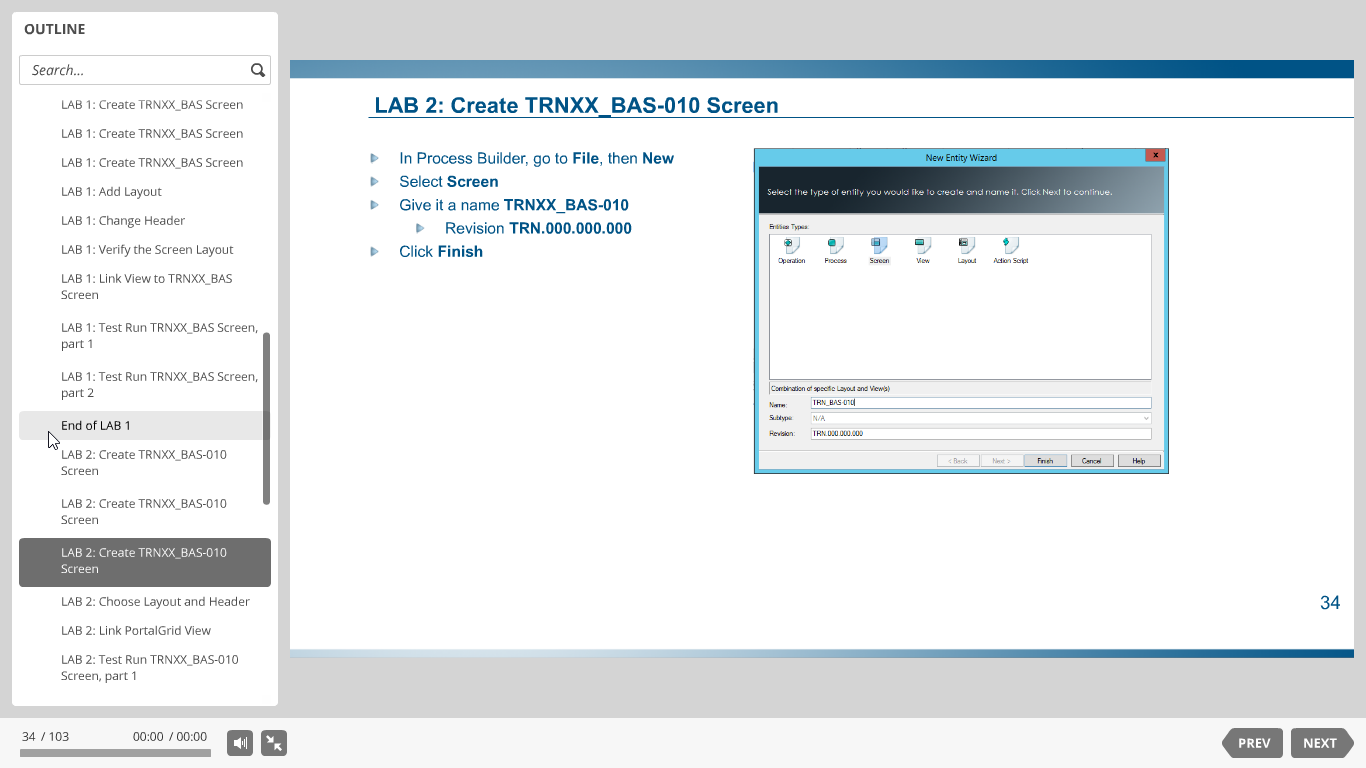 OUTLINE
Search...
LAB 1: Create TRNXX_BAS Screen
LAB 1: Create TRNXX_BAS Screen
LAB 1: Create TRNXX_BAS Screen
LAB 1: Add Layout
LAB 1: Change Header
LAB 1: Verify the Screen Layout
LAB 1: Link View to TRNXX_BAS
Screen
LAB 1: Test Run TRNXX_BAS Screen,
part 1
LAB 1: Test Run TRNXX_BAS Screen,
part 2
End of LAB 1
LAB 2: Create TRNXX_BAS-010
Screen
LAB 2: Create TRNXX_BAS-010
Screen
LAB 2: Create TRNXX_BAS-010
Screen
LAB 2: Choose Layout and Header
LAB 2: Link PortalGrid View
LAB 2: Test Run TRNXX_BAS-010
Screen, part 1
LAB 2: Create TRNXX_BAS-010 Screen
In Process Builder, go to File, then New
Select Screen
Give it a name TRNXX_BAS-010
Revision TRN.000.000.000
Click Finish
New Entity Wizard
x
Select the type of entity you would like to create and name it. Click Next to continue.
Entities Types:
Operation Process Screen View Layout Action Script
Combination of specific Layout and View(s)
Name: TRN_BAS-010
Subtype: N/A
Revision: TRN.000.000.000
< Back Next > Finish Cancel Help
34
34 / 103 00:00 / 00:00
PREV NEXT